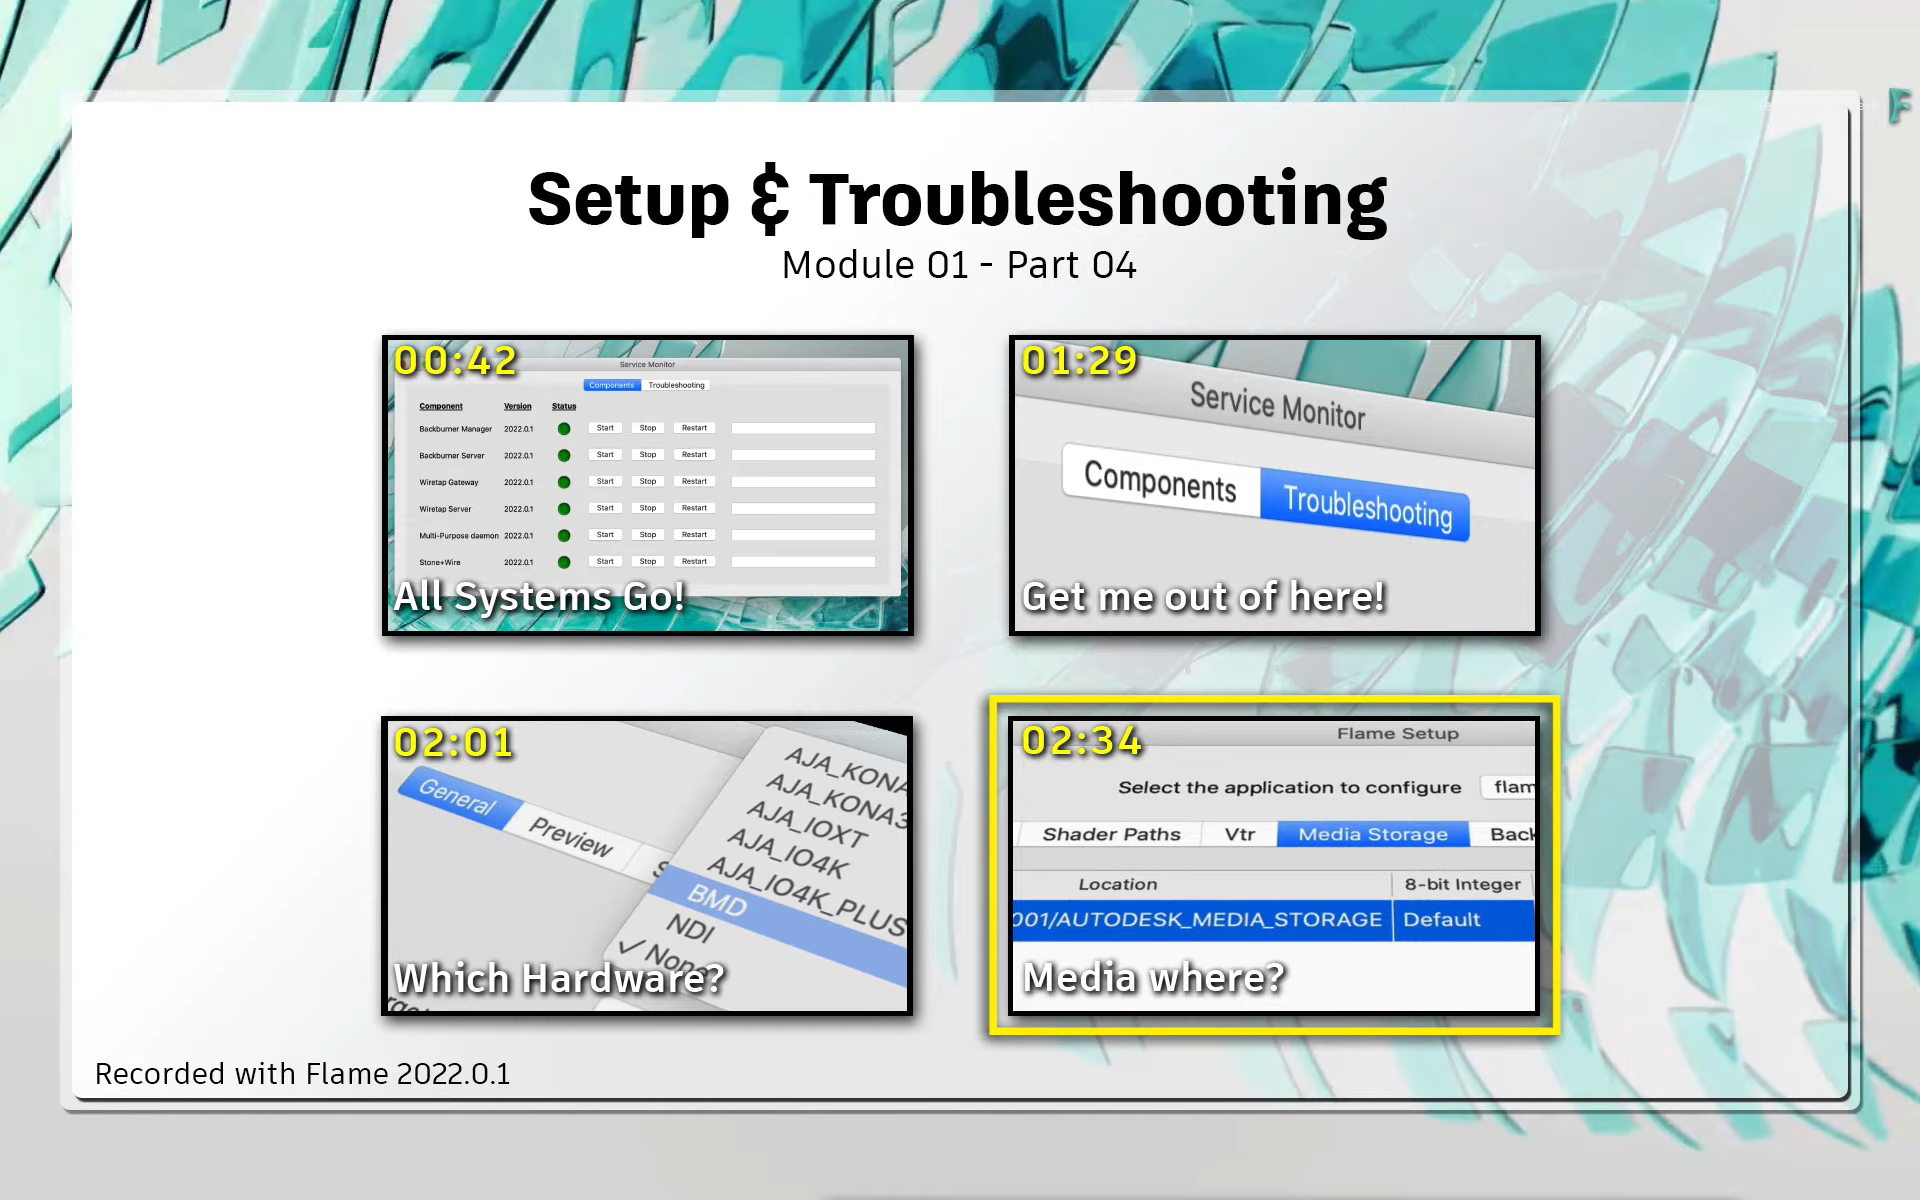 F
Setup & Troubleshooting
Module 01 - Part 04
00:42
Service Monitor
Components Troubleshooting
Component Version Status
Backburner Manager 2022.0.1 Start Stop Restart
Backburner Server 2022.0.1 Start Stop Restart
Wiretap Gateway 2022.0.1 Start Stop Restart
Wiretap Server 2022.0.1 Start Stop Restart
Multi-Purpose daemon 2022.0.1 Start Stop Restart
Stone+Wire 2022.0.1 Start Stop Restart
All Systems Go!
01:29
Service Monitor
Components Troubleshooting
Get me out of here!
02:01
General Preview S
AJA_KONA
AJA_KONA3
AJA_IOXT
AJA_IO4K
AJA_IO4K_PLUS
BMD
NDI
✓ None
Which Hardware?
02:34
Flame Setup
Select the application to configure flam
Shader Paths Vtr Media Storage Back
Location 8-bit Integer
001/AUTODESK_MEDIA_STORAGE Default
Media where?
Recorded with Flame 2022.0.1